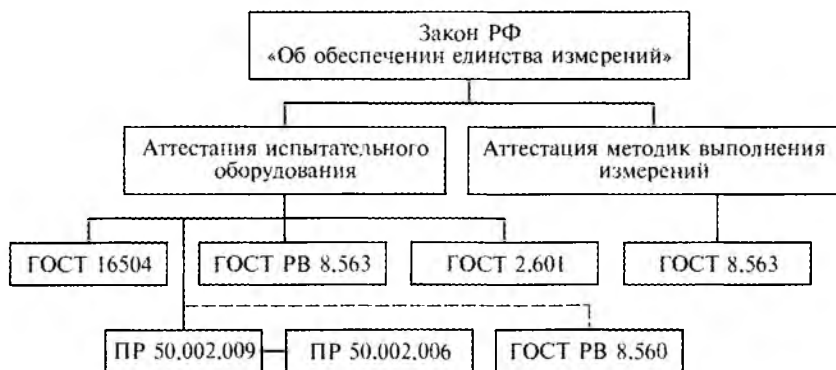 Закон РФ
«Об обеспечении единства измерений»
Аттестация испытательного
оборудования
Аттестация методик выполнения
измерений
ГОСТ 16504
ГОСТ РВ 8.563
ГОСТ 2.601
ГОСТ 8.563
ПР 50.002.009
ПР 50.002.006
ГОСТ РВ 8.560